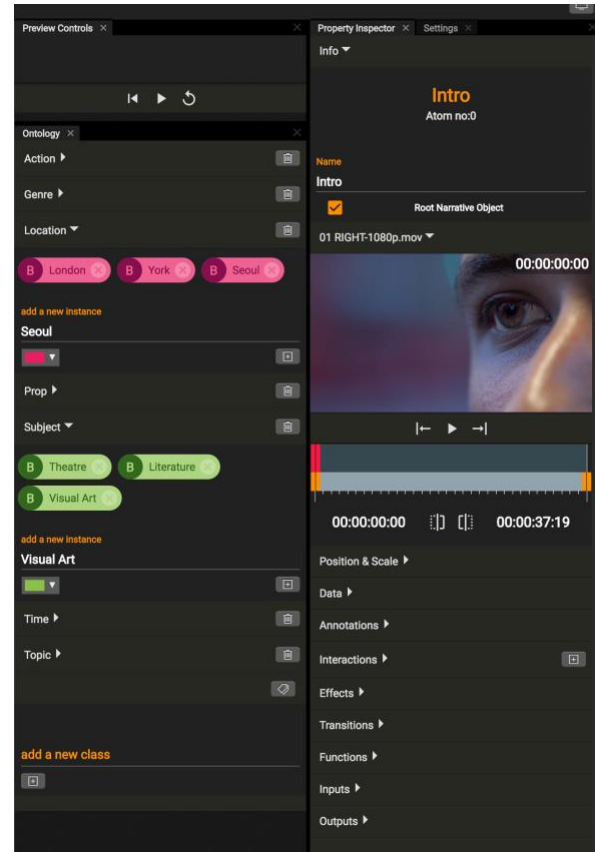 Preview Controls
Ontology
Action
Genre
Location
B London
B York
B Seoul
add a new instance
Seoul
Prop
Subject
B Theatre
B Literature
B Visual Art
add a new instance
Visual Art
Time
Topic
add a new class
Property Inspector
Settings
Info
Intro
Atom no:0
Name
Intro
Root Narrative Object
01 RIGHT-1080p.mov
00:00:00:00
00:00:00:00
00:00:37:19
Position & Scale
Data
Annotations
Interactions
Effects
Transitions
Functions
Inputs
Outputs